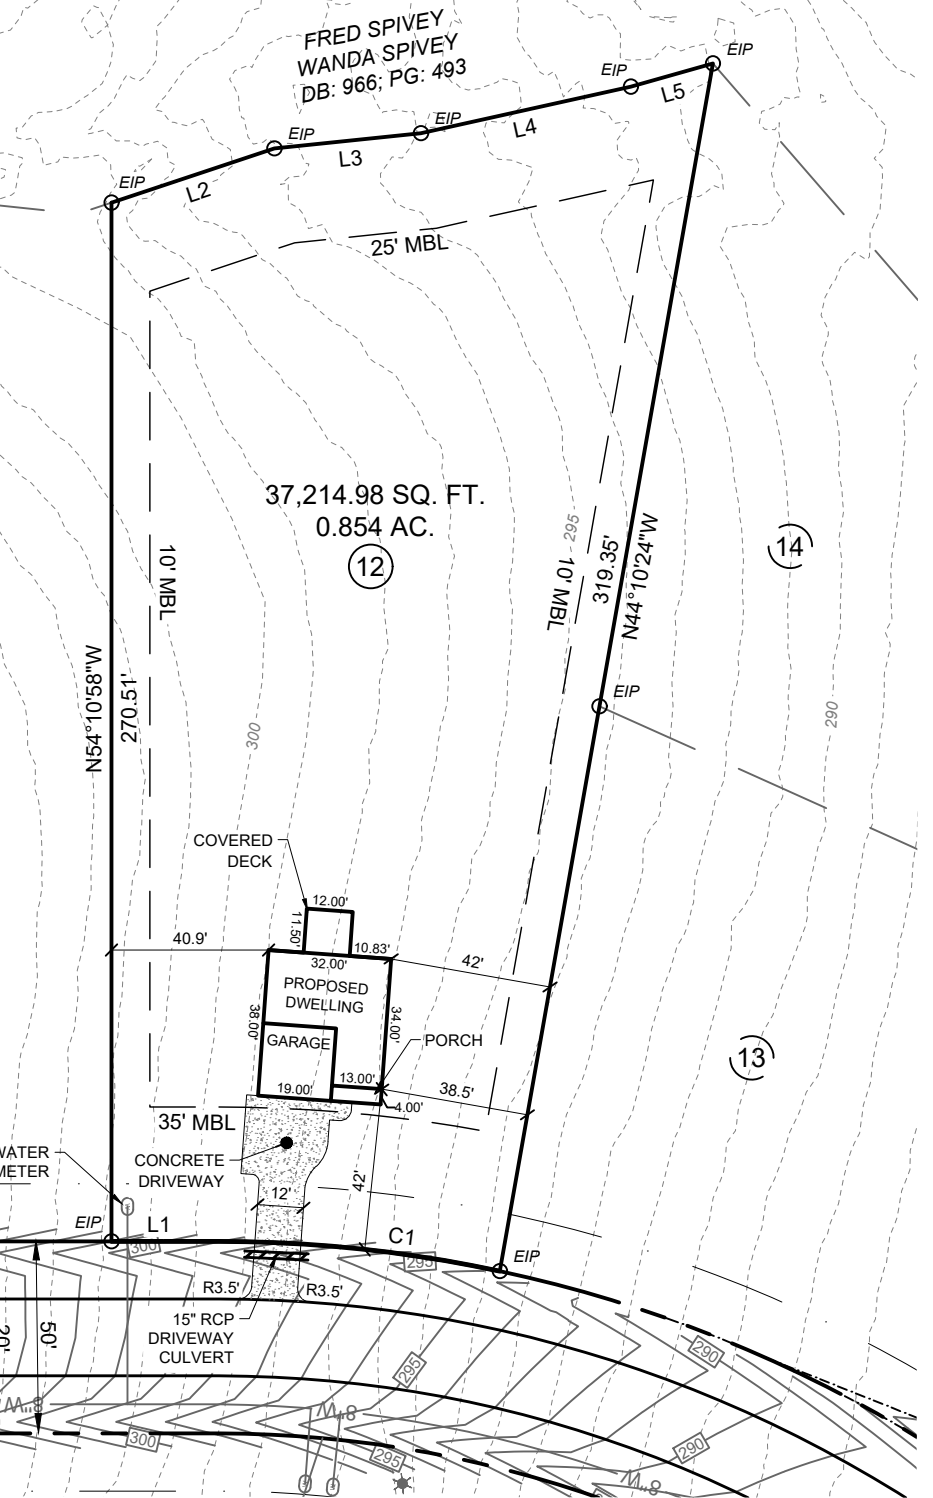 FRED SPIVEY
WANDA SPIVEY
DB: 966; PG: 493
EIP
EIP
L5
EIP
L4
EIP
L3
EIP
L2
25' MBL
37,214.98 SQ. FT.
0.854 AC.
12
10' MBL
N54°10'58"W
270.51'
295
10' MBL
319.35'
N44°10'24"W
14
EIP
290
300
COVERED
DECK
12.00'
11.50'
10.83'
40.9'
32.00'
42'
PROPOSED
DWELLING
38.00'
34.00'
GARAGE
PORCH
13.00'
19.00'
38.5'
4.00'
13
35' MBL
WATER
METER
CONCRETE
DRIVEWAY
12'
42'
EIP
L1
C1
300
295
EIP
R3.5'
R3.5'
15" RCP
DRIVEWAY
CULVERT
20'
50'
290
295
8"W
8"W
300
295
290
8"W